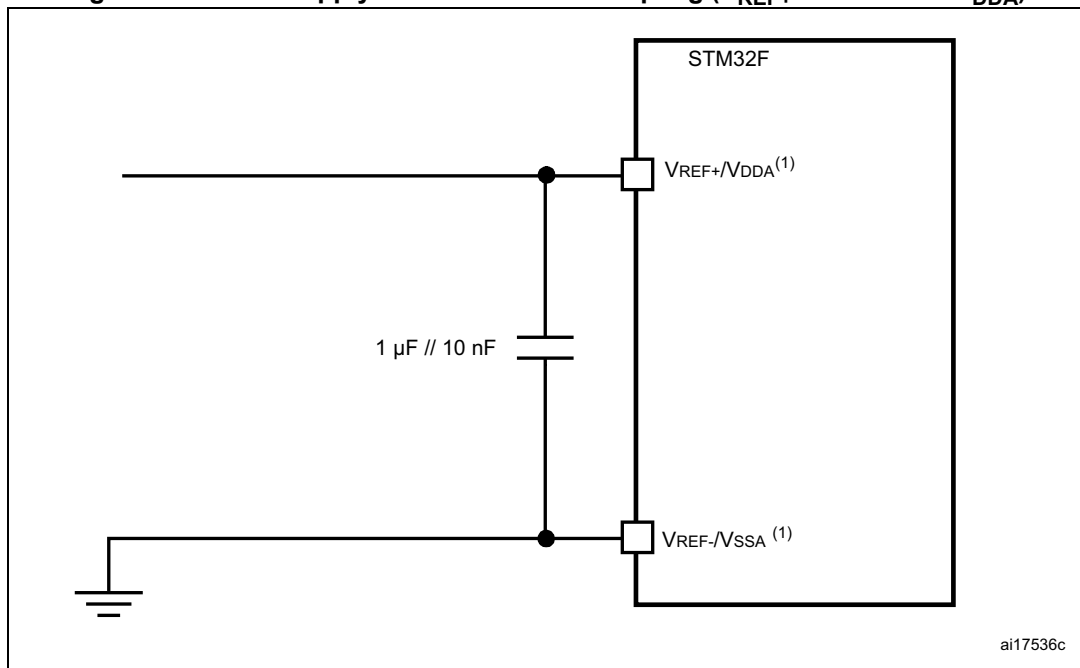 STM32F
VREF+/VDDA(1)
1 µF // 10 nF
VREF-/VSSA (1)
ai17536c